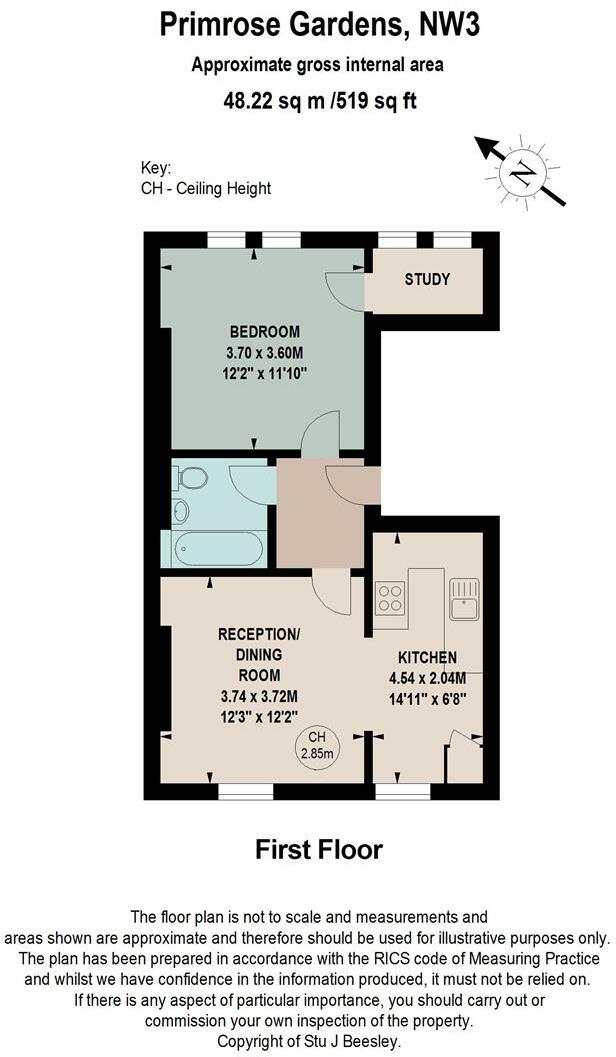 Primrose Gardens, NW3
Approximate gross internal area
48.22 sq m /519 sq ft
Key:
CH - Ceiling Height
N
STUDY
BEDROOM
3.70 x 3.60M
12'2" x 11'10"
RECEPTION/
DINING
ROOM
3.74 x 3.72M
12'3" x 12'2"
KITCHEN
4.54 x 2.04M
14'11" x 6'8"
CH
2.85m
First Floor
The floor plan is not to scale and measurements and
areas shown are approximate and therefore should be used for illustrative purposes only.
The plan has been prepared in accordance with the RICS code of Measuring Practice
and whilst we have confidence in the information produced, it must not be relied on.
If there is any aspect of particular importance, you should carry out or
commission your own inspection of the property.
Copyright of Stu J Beesley.